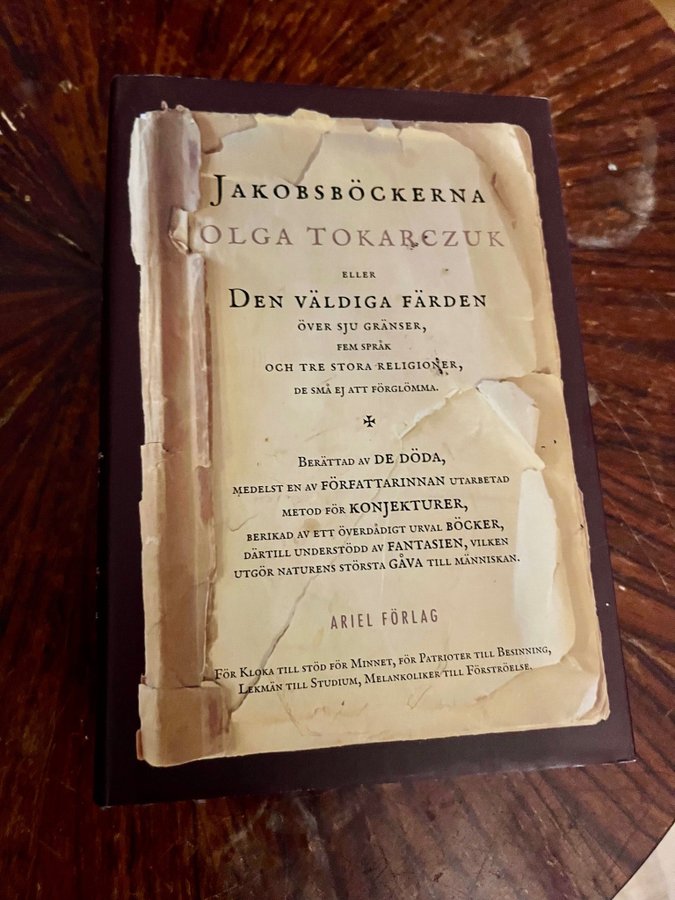 JAKOBSBÖCKERNA
OLGA TOKARCZUK
ELLER
DEN VÄLDIGA FÄRDEN
ÖVER SJU GRÄNSER,
FEM SPRÅK
OCH TRE STORA RELIGIONER,
DE SMÅ EJ ATT FÖRGLÖMMA.
BERÄTTAD AV DE DÖDA,
MEDELST EN AV FÖRFATTARINNAN UTARBETAD
METOD FÖR KONJEKTURER,
BERIKAD AV ETT ÖVERDÅDIGT URVAL BÖCKER,
DÄRTILL UNDERSTÖDD AV FANTASIEN, VILKEN
UTGÖR NATURENS STÖRSTA GÅVA TILL MÄNNISKAN.
ARIEL FÖRLAG
FÖR KLOKA TILL STÖD FÖR MINNET, FÖR PATRIOTER TILL BESINNING,
LEKMÄN TILL STUDIUM, MELANKOLIKER TILL FÖRSTRÖELSE.